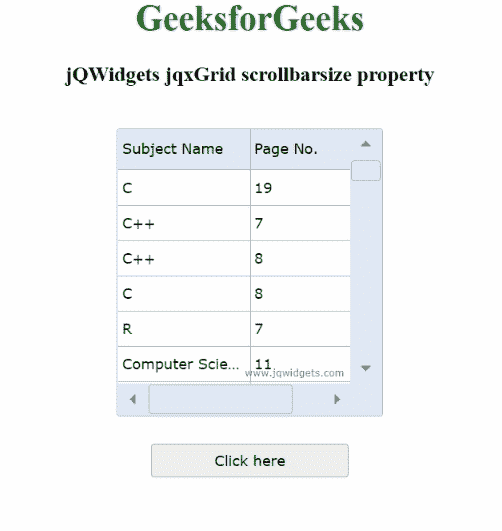 GeeksforGeeks
jQWidgets jqxGrid scrollbarsize property
Subject Name Page No.
C 19
C++ 7
C++ 8
C 8
R 7
Computer Scie... 11
www.jqwidgets.com
Click here